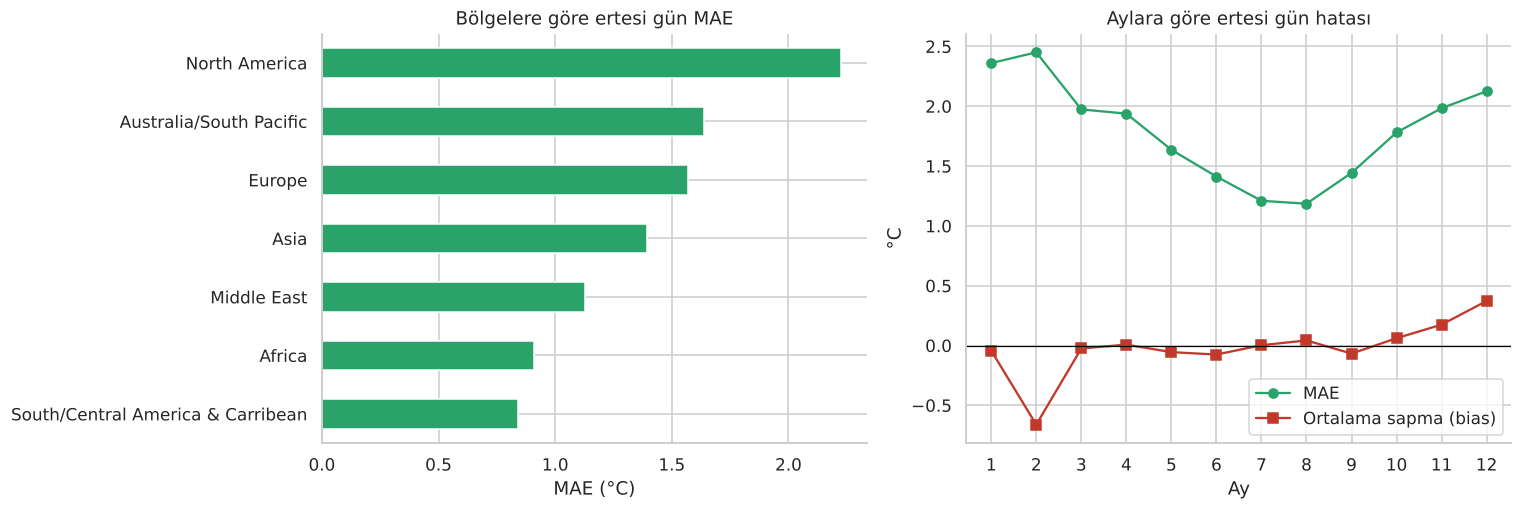 Bölgelere göre ertesi gün MAE
North America
Australia/South Pacific
Europe
Asia
Middle East
Africa
South/Central America & Carribean
0.0 0.5 1.0 1.5 2.0
MAE (°C)
Aylara göre ertesi gün hatası
2.5
2.0
1.5
1.0
0.5
0.0
−0.5
°C
MAE
Ortalama sapma (bias)
1 2 3 4 5 6 7 8 9 10 11 12
Ay